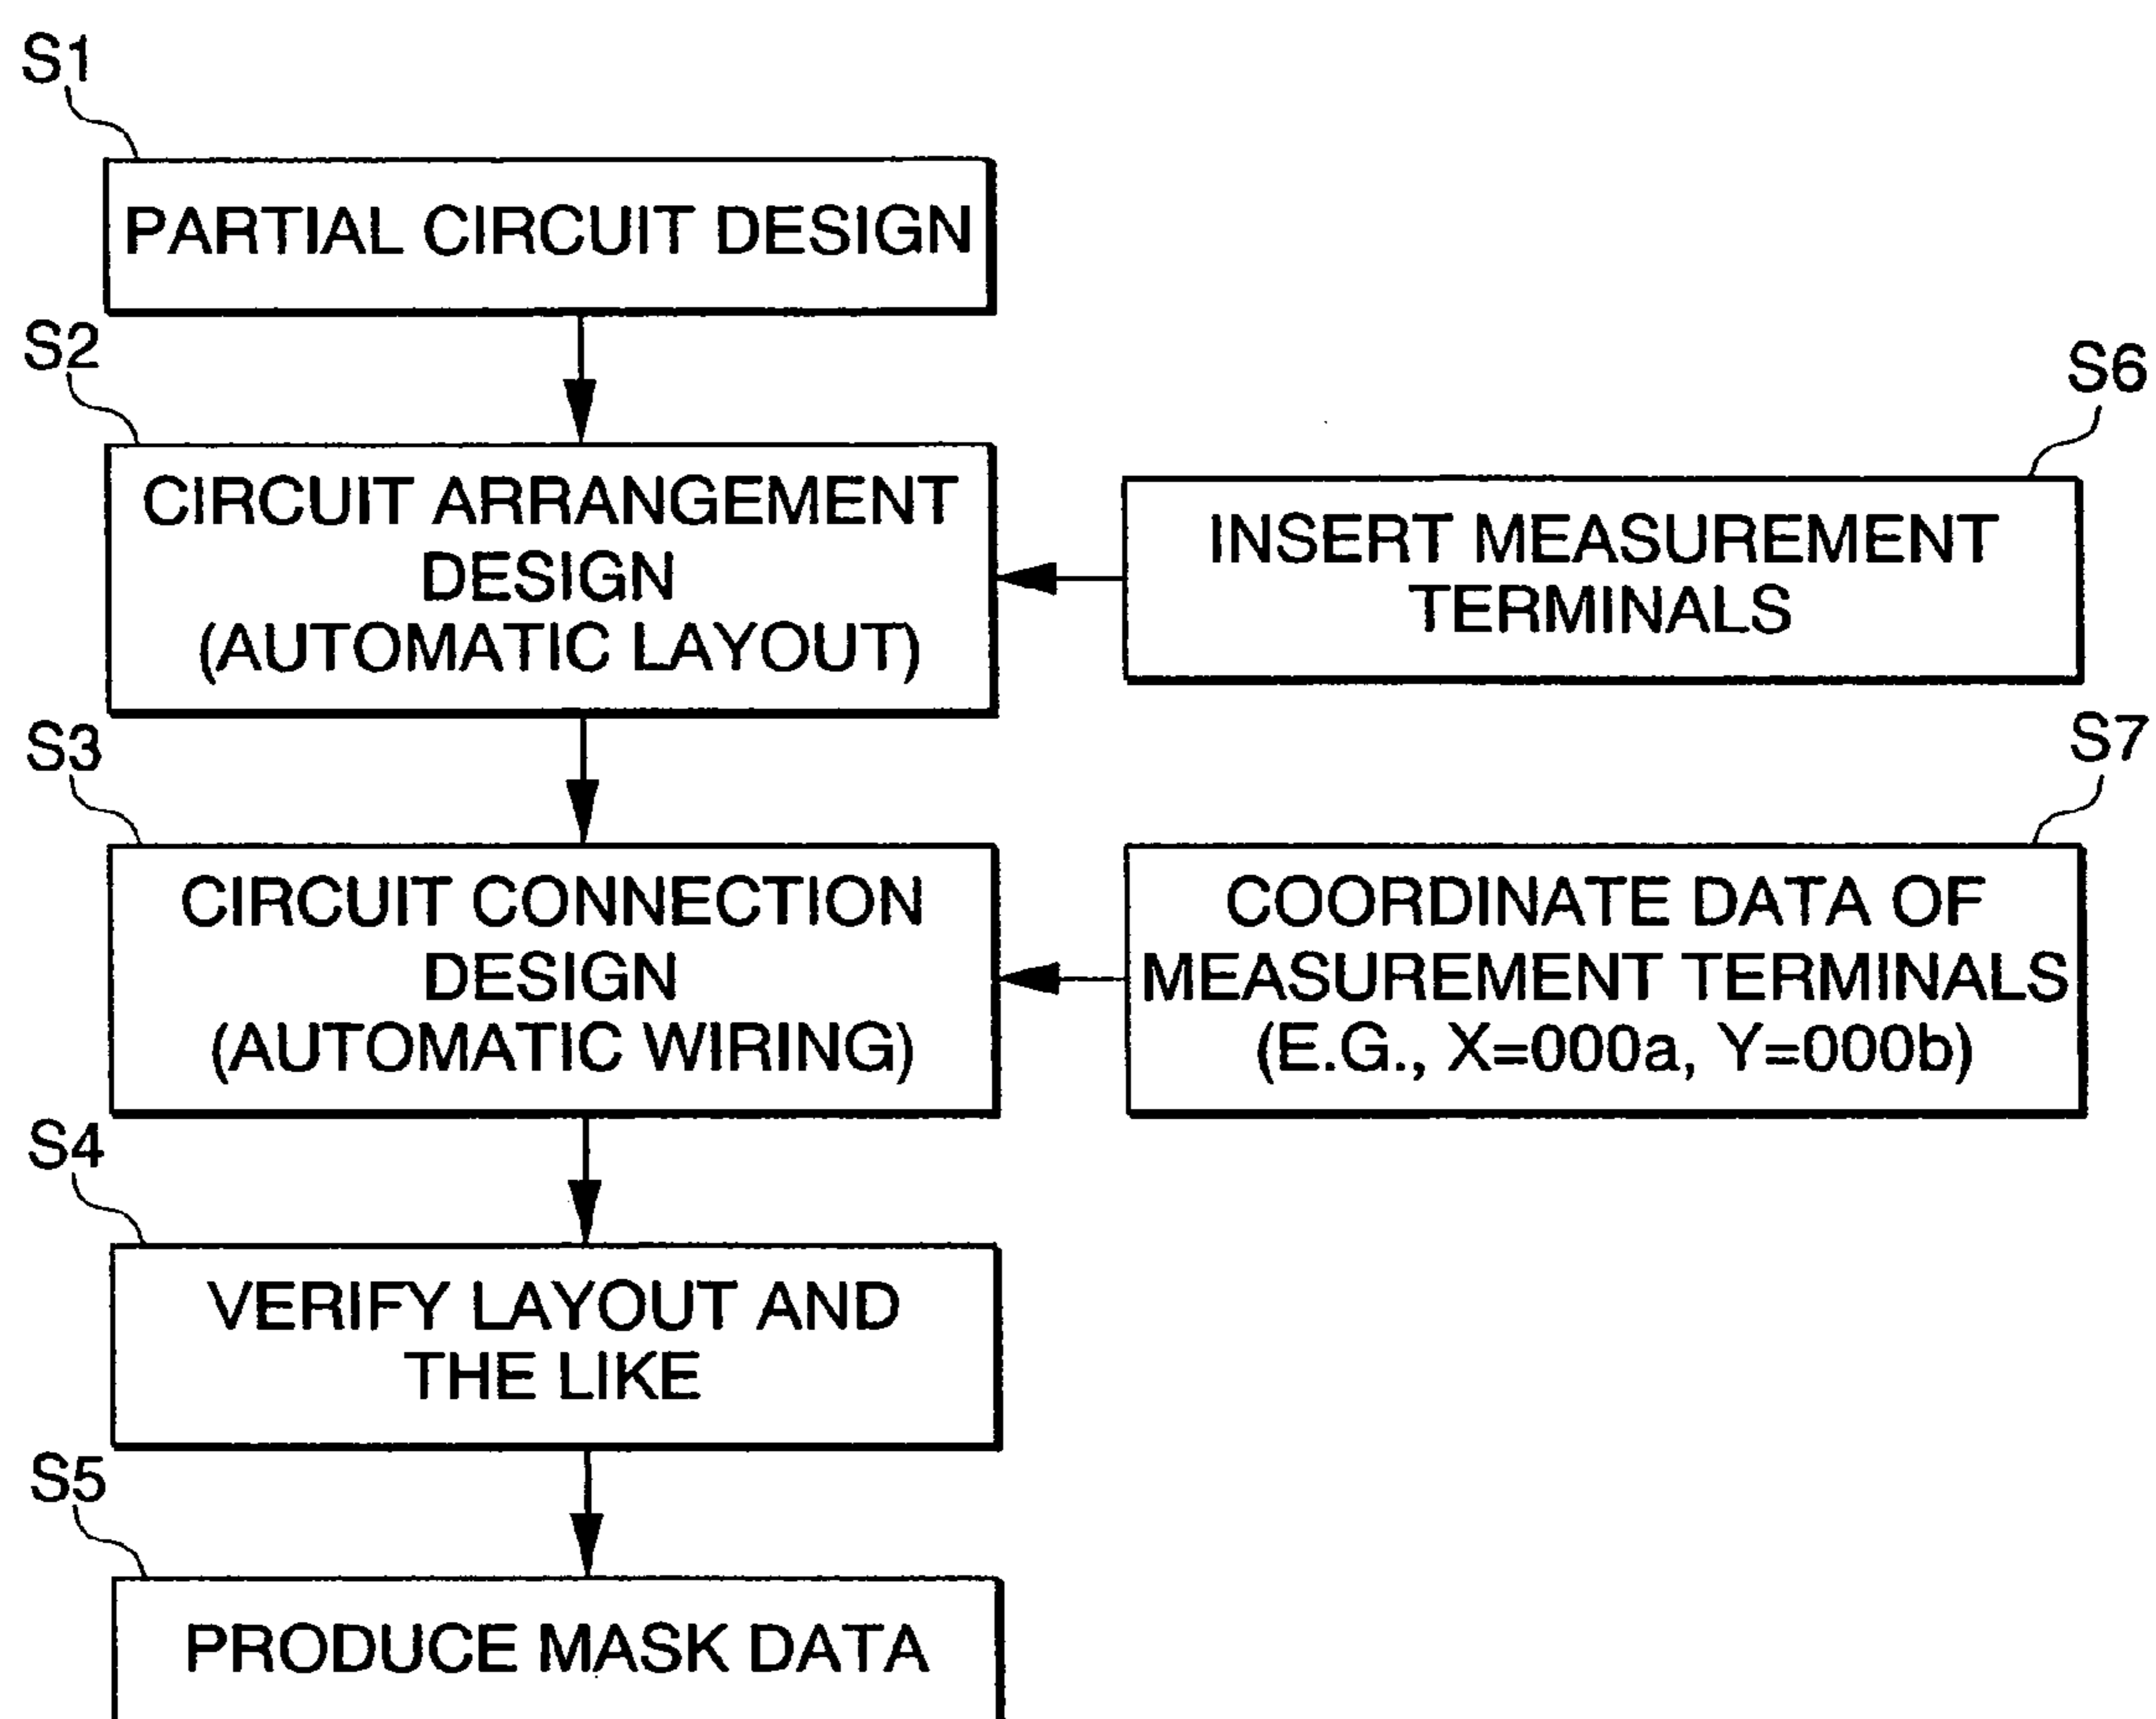 S1
PARTIAL CIRCUIT DESIGN
S2
CIRCUIT ARRANGEMENT
DESIGN
(AUTOMATIC LAYOUT)
S6
INSERT MEASUREMENT
TERMINALS
S3
CIRCUIT CONNECTION
DESIGN
(AUTOMATIC WIRING)
S7
COORDINATE DATA OF
MEASUREMENT TERMINALS
(E.G., X=000a, Y=000b)
S4
VERIFY LAYOUT AND
THE LIKE
S5
PRODUCE MASK DATA